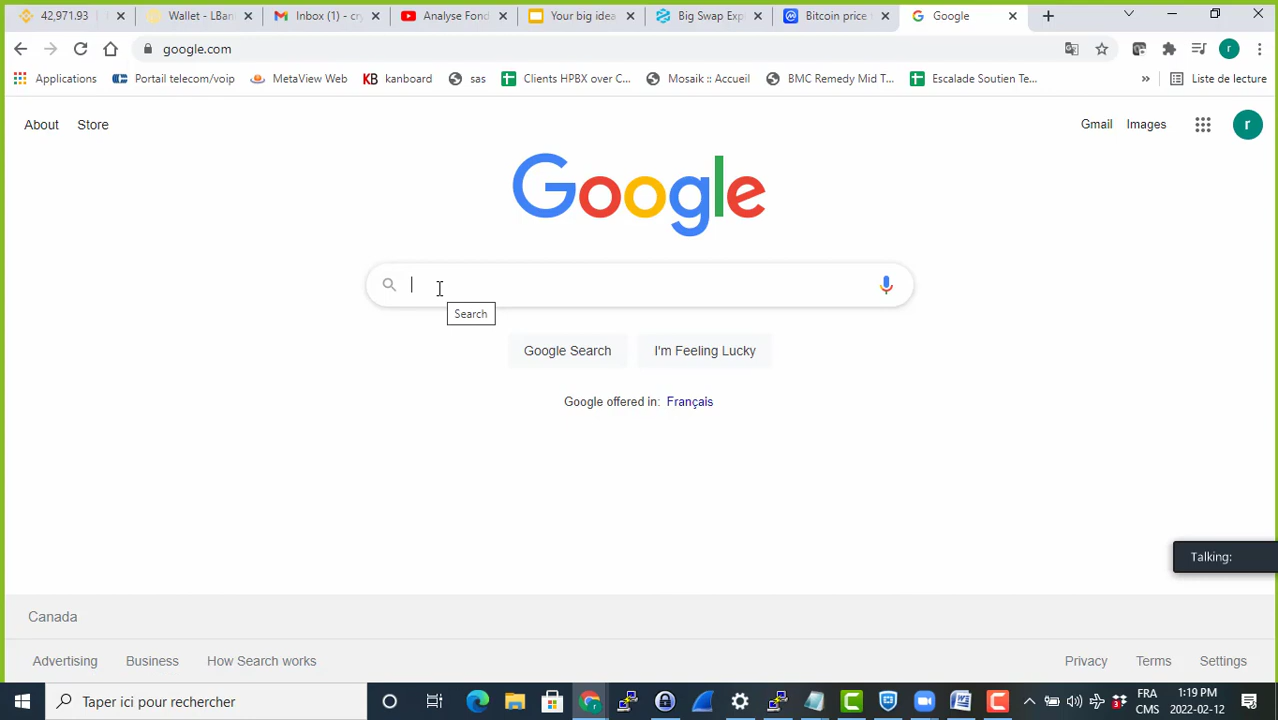 42,971.93 Wallet - LBan Inbox (1) - cry Analyse Fond Your big idea Big Swap Exp Bitcoin price Google
google.com r
Applications Portail telecom/voip MetaView Web KB kanboard sas Clients HPBX over C... Mosaik :: Accueil BMC Remedy Mid T... Escalade Soutien Te... » Liste de lecture
About Store Gmail Images r
Google
Search
Google Search I'm Feeling Lucky
Google offered in: Français
Talking:
Canada
Advertising Business How Search works Privacy Terms Settings
Taper ici pour rechercher
FRA 1:19 PM
CMS 2022-02-12